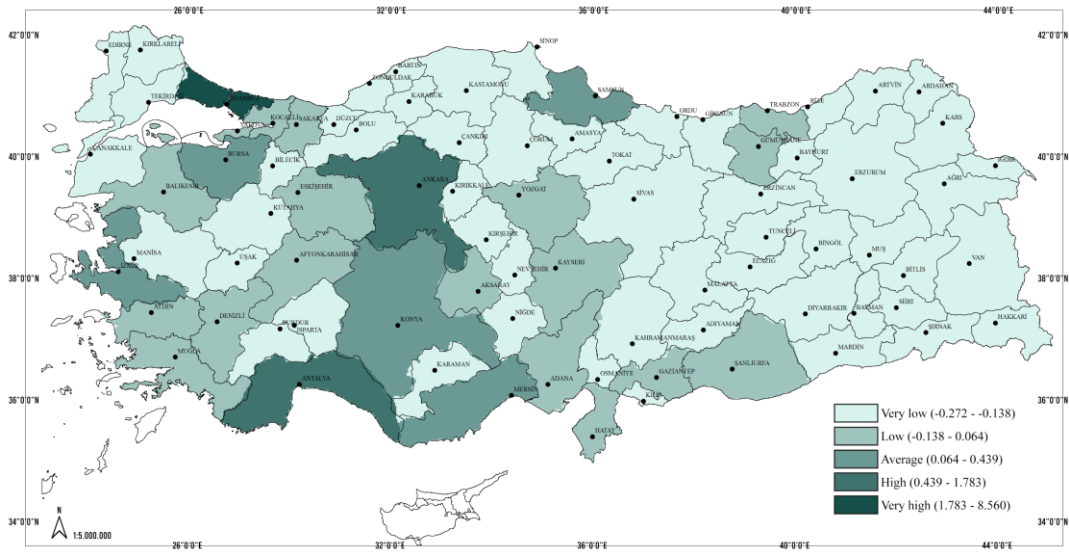 26°0'0"E 32°0'0"E 36°0'0"E 40°0'0"E 44°0'0"E
42°0'0"N 42°0'0"N
SİNOP
EDİRNE KIRKLARELİ
BARTIN
ZONGULDAK KASTAMONU
TEKİRDAĞ KARABÜK
SAMSUN
ARTVİN ARDAHAN
ORDU GİRESUN TRABZON RİZE
KOCAELİ SAKARYA DÜZCE BOLU
ÇANKIRI ÇORUM AMASYA
KARS
ÇANAKKALE BURSA BİLECİK
GÜMÜŞHANE BAYBURT
TOKAT
40°0'0"N 40°0'0"N
IĞDIR
ANKARA KIRIKKALE
ERZURUM AĞRI
BALIKESİR ESKİŞEHİR YOZGAT SİVAS ERZİNCAN
KÜTAHYA
KIRŞEHİR
TUNCELİ
BİNGÖL MUŞ
MANİSA UŞAK AFYONKARAHİSAR
NEVŞEHİR KAYSERİ
ELAZIĞ VAN
İZMİR
BİTLİS
38°0'0"N 38°0'0"N
AKSARAY
MALATYA
AYDIN DENİZLİ
BURDUR ISPARTA
KONYA NİĞDE
DİYARBAKIR BATMAN SİİRT
ŞIRNAK HAKKARİ
KAHRAMANMARAŞ ADIYAMAN
MUĞLA
MARDİN
ANTALYA KARAMAN
MERSİN ADANA OSMANİYE GAZİANTEP ŞANLIURFA
KİLİS
36°0'0"N 36°0'0"N
HATAY
Very low (-0.272 - -0.138)
Low (-0.138 - 0.064)
Average (0.064 - 0.439)
High (0.439 - 1.783)
Very high (1.783 - 8.560)
34°0'0"N 34°0'0"N
N
1:5.000.000
26°0'0"E 32°0'0"E 36°0'0"E 40°0'0"E 44°0'0"E